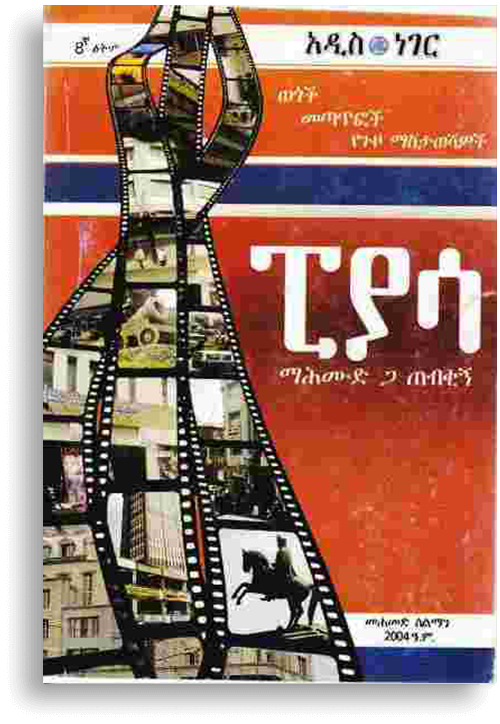 8ኛ ዕትም
አዲስ ነገር
ወጎች
መጣጥፎች
የጉዞ ማስታወሻዎች
ፒያሳ
ማሕሙድ ጋ ጠብቂኝ
መሐመድ ሰልማን
2004 ዓ.ም.